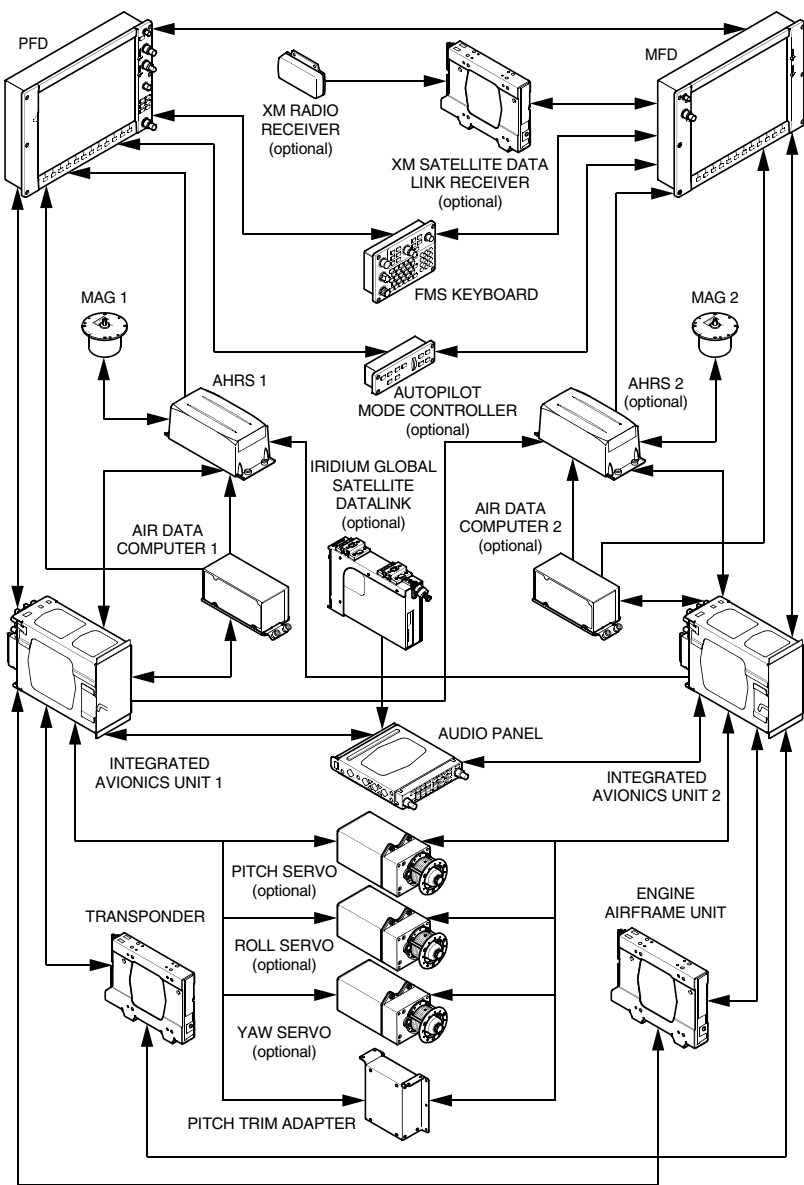 PFD
MFD
XM RADIO
RECEIVER
(optional)
XM SATELLITE DATA
LINK RECEIVER
(optional)
FMS KEYBOARD
MAG 1
MAG 2
AHRS 1
AUTOPILOT
MODE CONTROLLER
(optional)
AHRS 2
(optional)
IRIDIUM GLOBAL
SATELLITE
DATALINK
(optional)
AIR DATA
COMPUTER 1
AIR DATA
COMPUTER 2
(optional)
INTEGRATED
AVIONICS UNIT 1
AUDIO PANEL
INTEGRATED
AVIONICS UNIT 2
PITCH SERVO
(optional)
TRANSPONDER
ROLL SERVO
(optional)
ENGINE
AIRFRAME UNIT
YAW SERVO
(optional)
PITCH TRIM ADAPTER